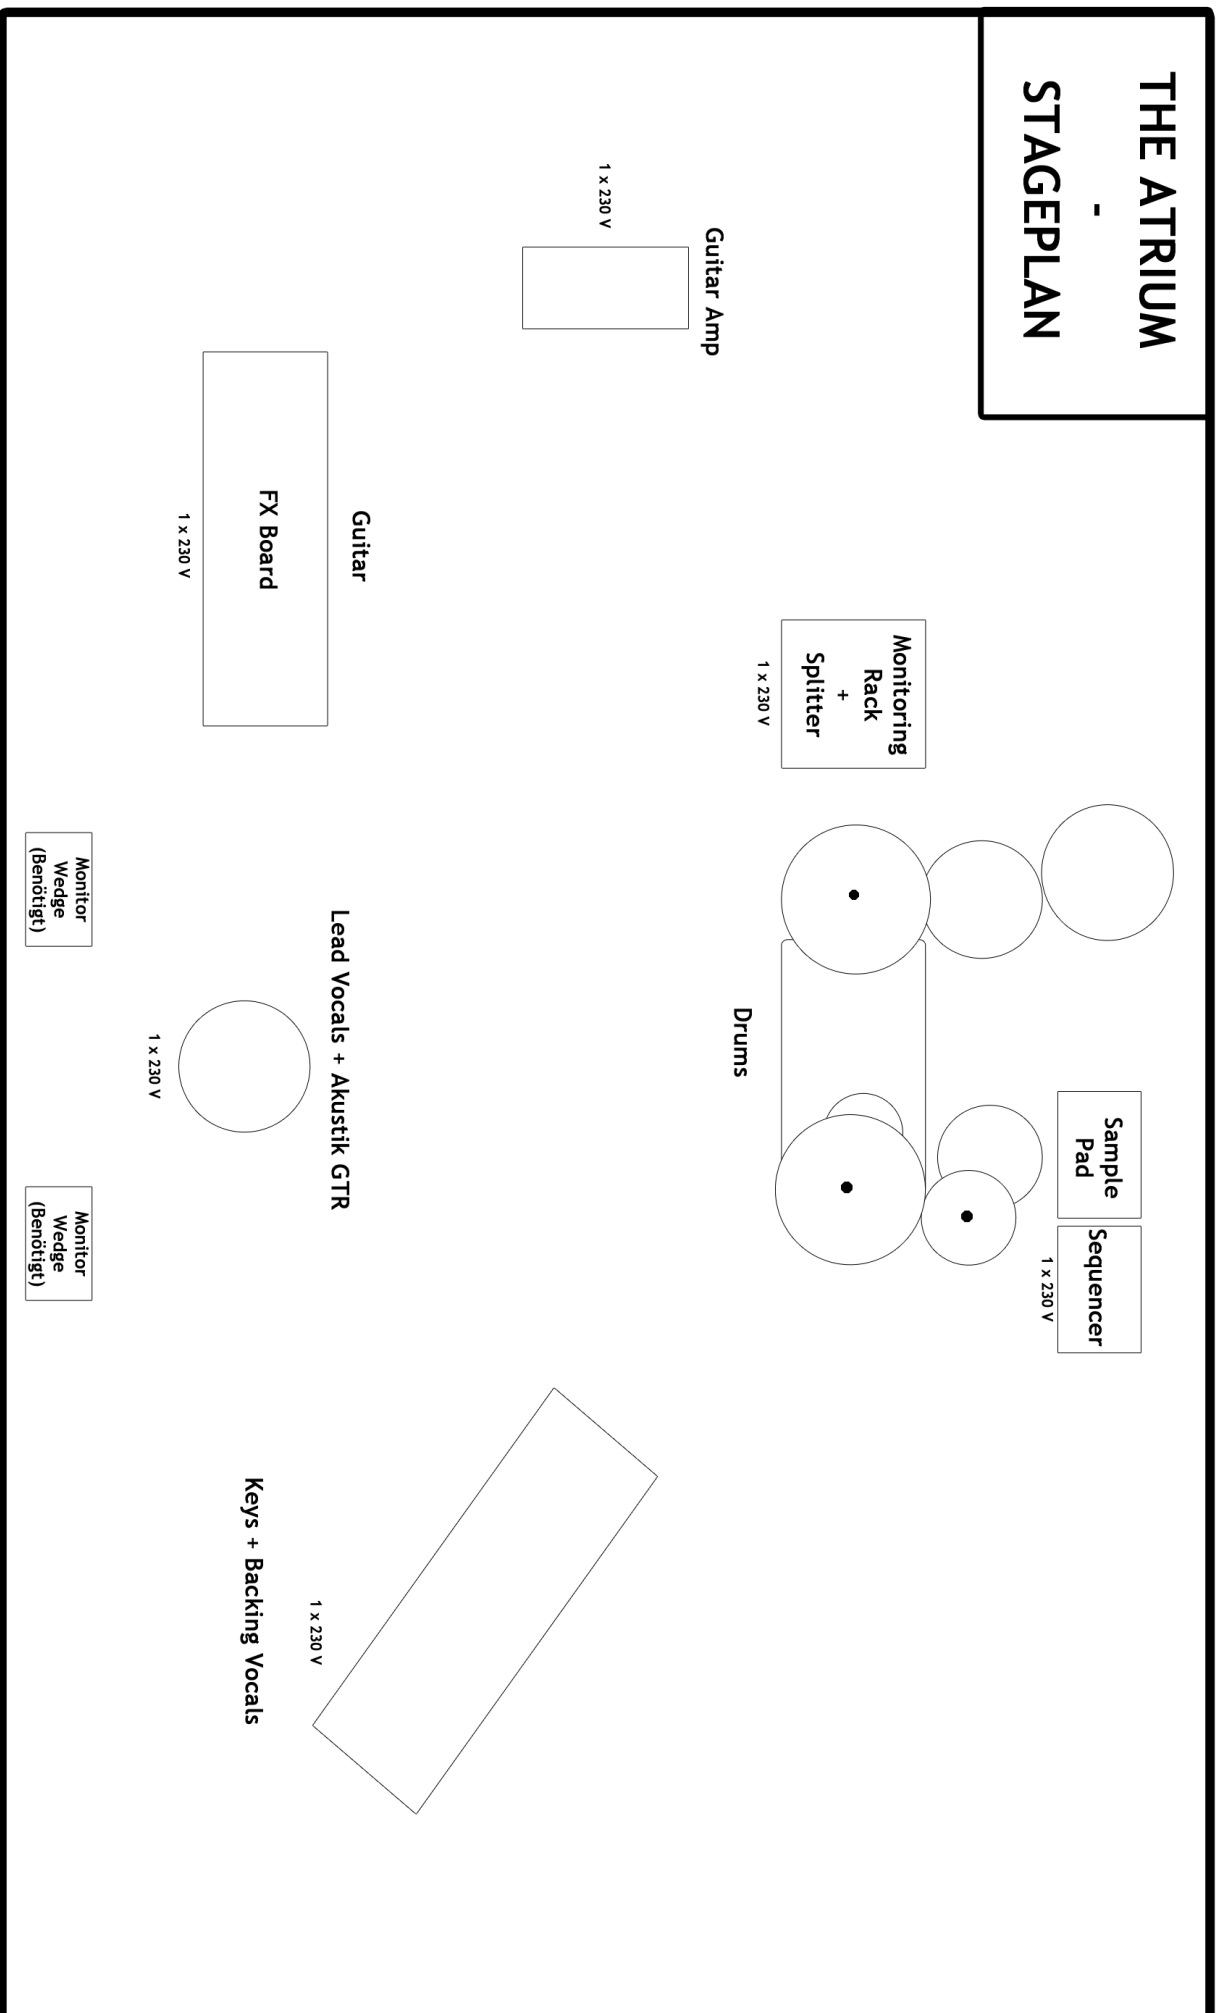 THE ATRIUM
-
STAGEPLAN
Sample
Pad
Sequencer
1 x 230 V
Monitoring
Rack
+
Splitter
1 x 230 V
Drums
Guitar Amp
1 x 230 V
Guitar
FX Board
1 x 230 V
Lead Vocals + Akustik GTR
1 x 230 V
1 x 230 V
Keys + Backing Vocals
Monitor
Wedge
(Benötigt)
Monitor
Wedge
(Benötigt)